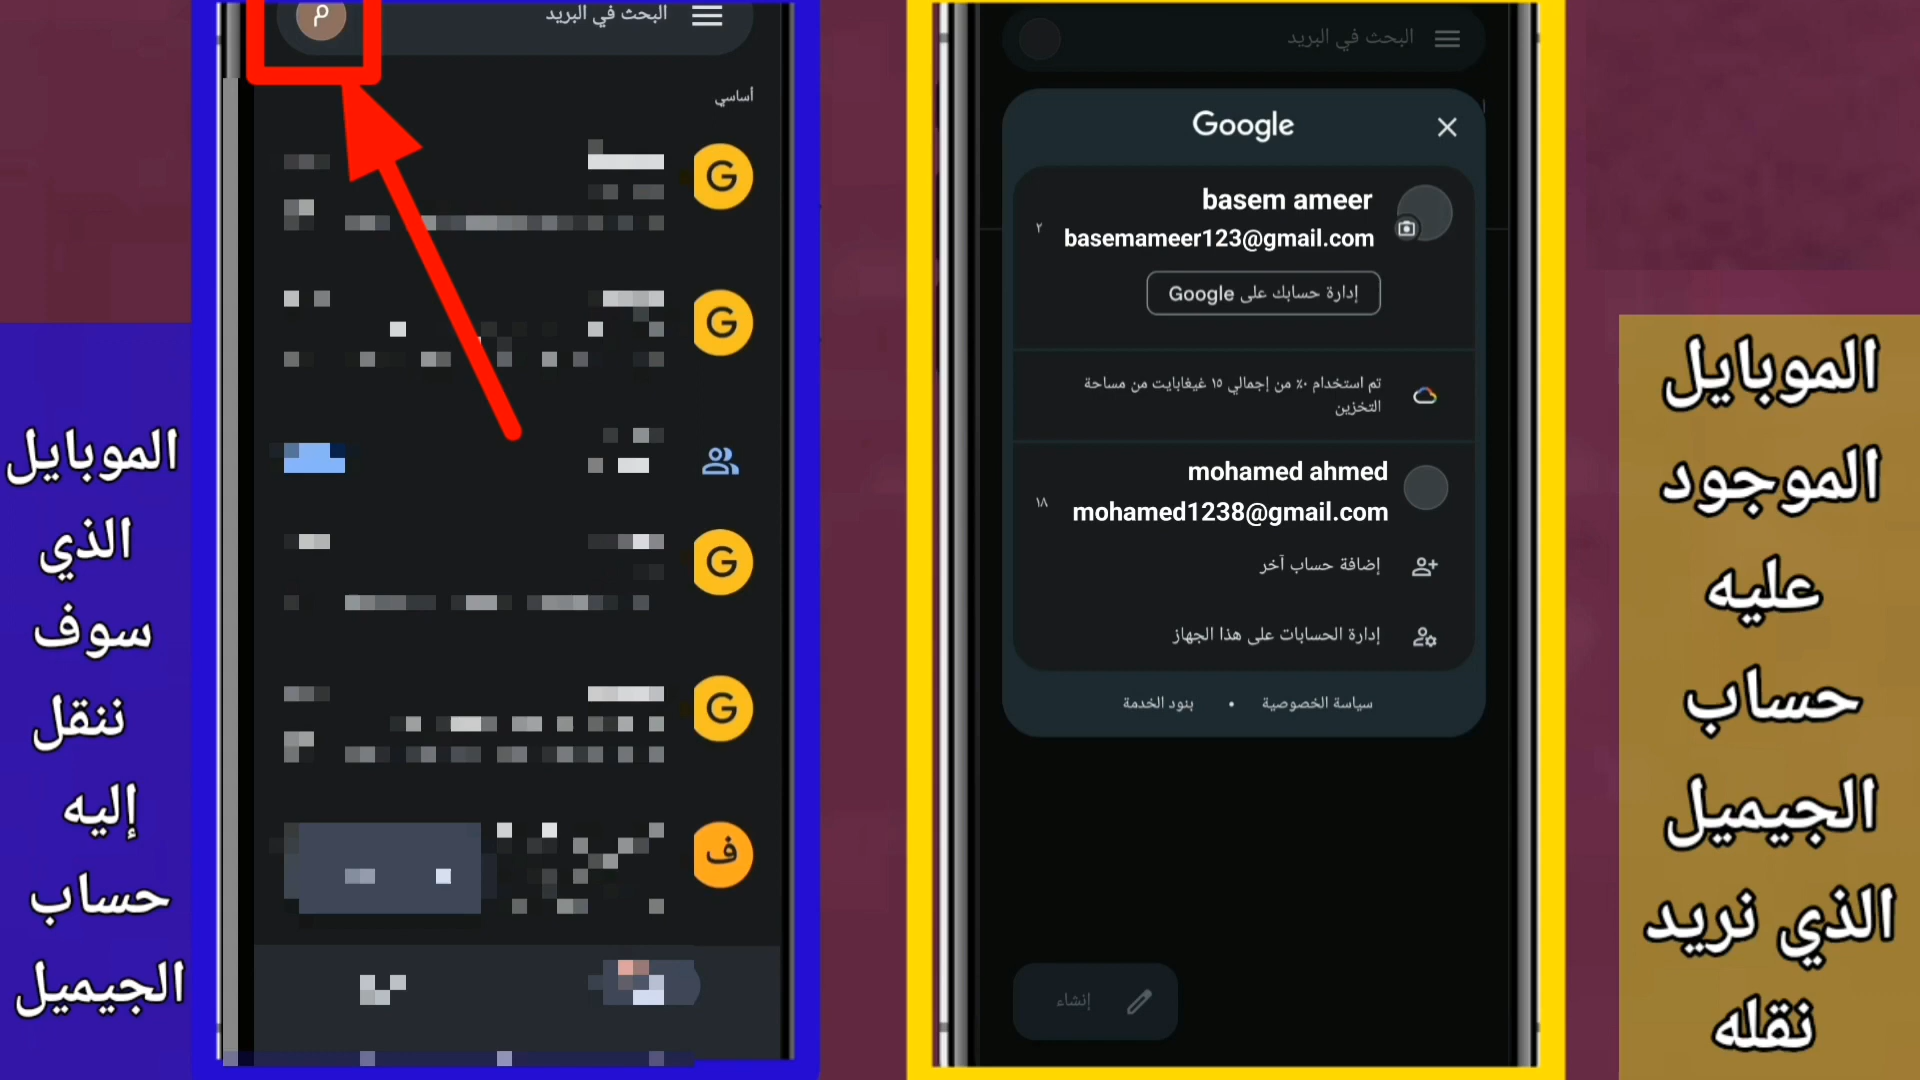 م
البحث في البريد
أساسي
G
G
G
G
ف
الموبايل
الذي
سوف
ننقل
إليه
حساب
الجيميل
البحث في البريد
Google
basem ameer
basemameer123@gmail.com
٢
إدارة حسابك على Google
تم استخدام ٠٪ من إجمالي ١٥ غيغابايت من مساحة
التخزين
mohamed ahmed
mohamed1238@gmail.com
١٨
إضافة حساب آخر
إدارة الحسابات على هذا الجهاز
سياسة الخصوصية • بنود الخدمة
إنشاء
الموبايل
الموجود
عليه
حساب
الجيميل
الذي نريد
نقله